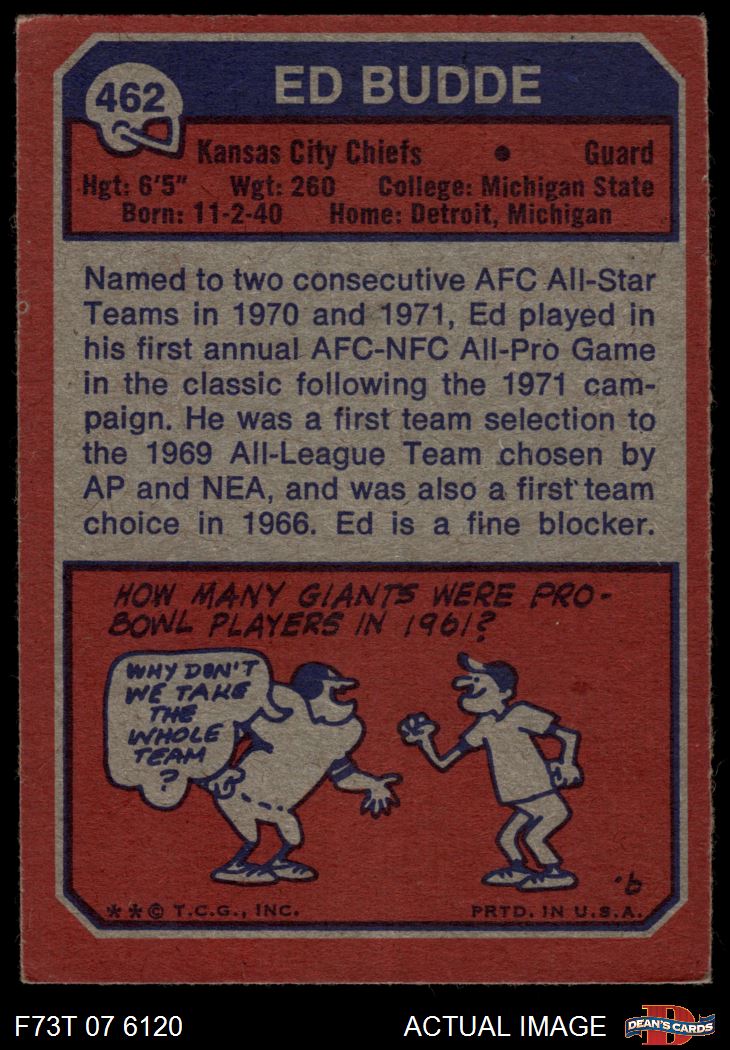 462
ED BUDDE
Kansas City Chiefs • Guard
Hgt: 6'5" Wgt: 260 College: Michigan State
Born: 11-2-40 Home: Detroit, Michigan
Named to two consecutive AFC All-Star
Teams in 1970 and 1971, Ed played in
his first annual AFC-NFC All-Pro Game
in the classic following the 1971 cam-
paign. He was a first team selection to
the 1969 All-League Team chosen by
AP and NEA, and was also a first team
choice in 1966. Ed is a fine blocker.
HOW MANY GIANTS WERE PRO-
BOWL PLAYERS IN 1961?
WHY DON'T
WE TAKE
THE
WHOLE
TEAM
?
9.
**© T.C.G., INC. PRTD. IN U.S.A.
F73T 07 6120 ACTUAL IMAGE
D
DEAN'S CARDS